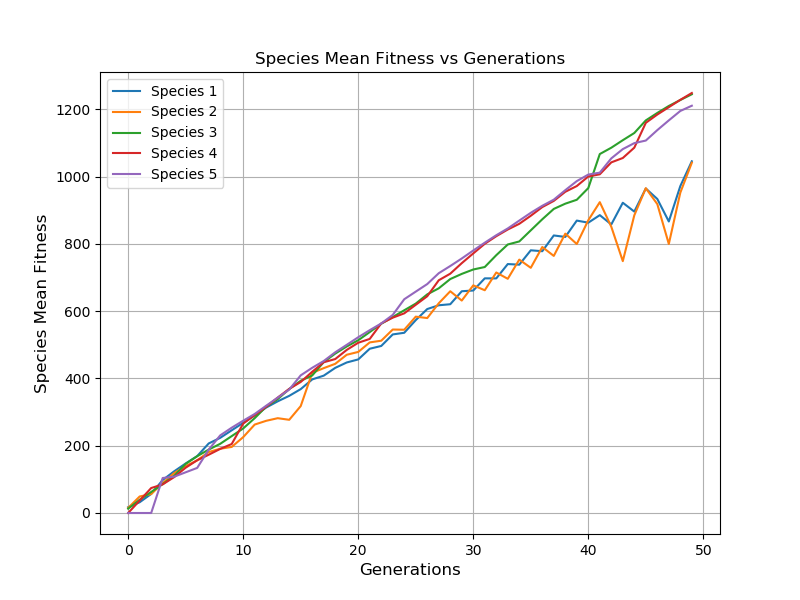 Species Mean Fitness vs Generations
Species 1
Species 2
Species 3
Species 4
Species 5
1200
1000
800
600
400
200
0
Species Mean Fitness
0 10 20 30 40 50
Generations